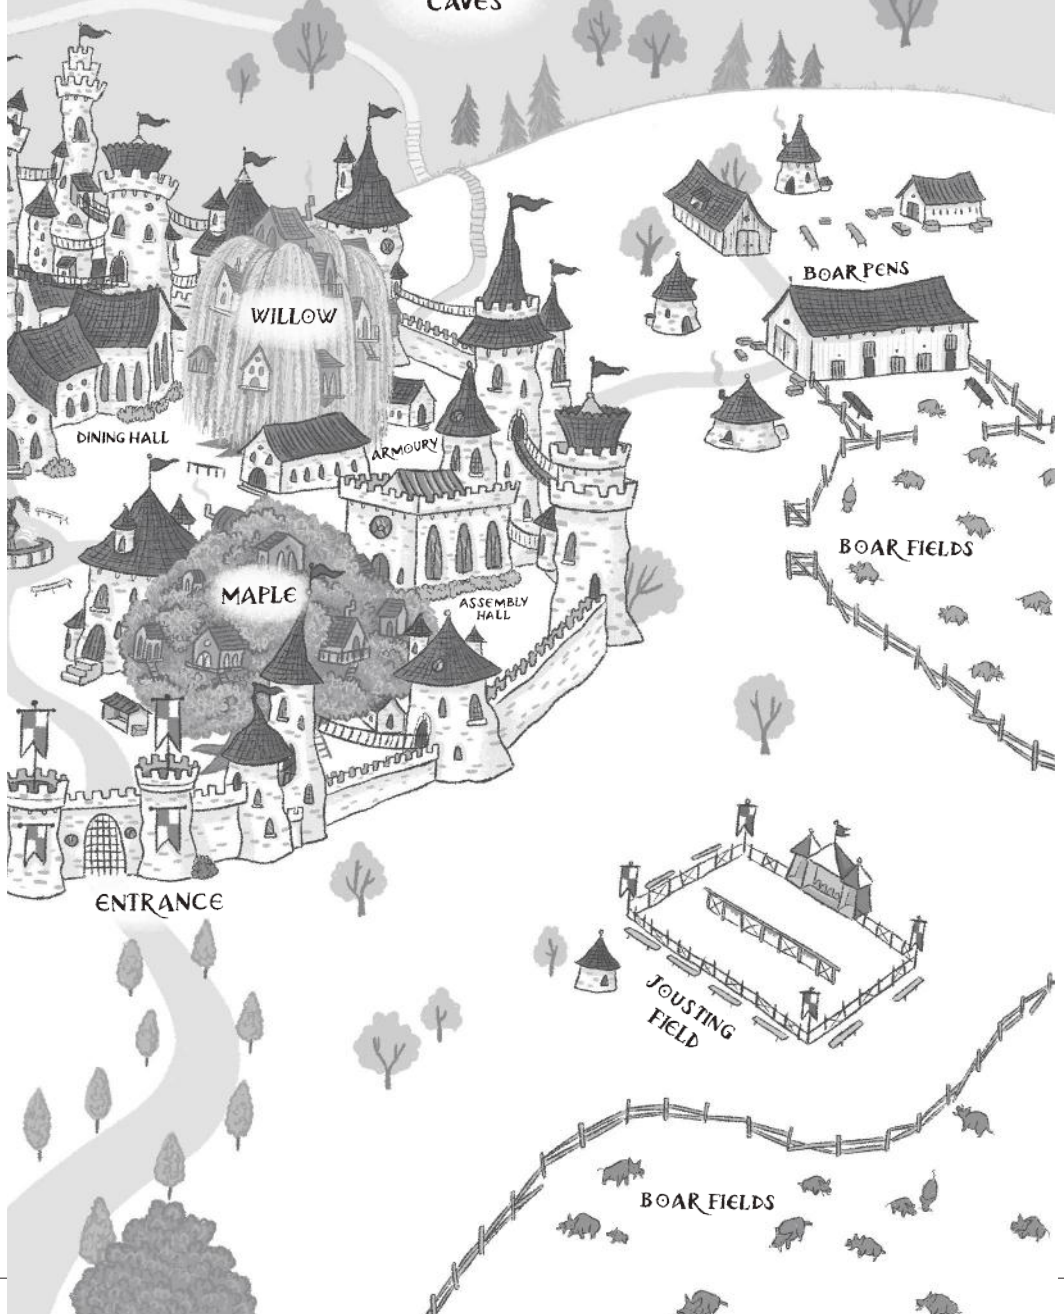 CAVES
BOAR PENS
WILLOW
DINING HALL
ARMOURY
BOAR FIELDS
MAPLE
ASSEMBLY
HALL
ENTRANCE
JOUSTING
FIELD
BOAR FIELDS